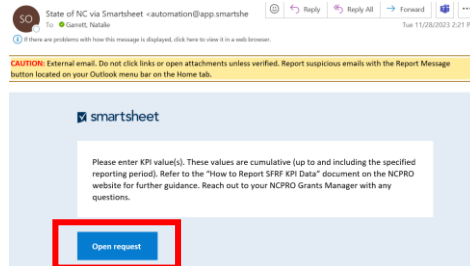 SO
State of NC via Smartsheet <automation@app.smartshe
Reply
Reply All
Forward
To Garrett, Natalie
Tue 11/28/2023 2:21 P
If there are problems with how this message is displayed, click here to view it in a web browser.
CAUTION: External email. Do not click links or open attachments unless verified. Report suspicious emails with the Report Message
button located on your Outlook menu bar on the Home tab.
smartsheet
Please enter KPI value(s). These values are cumulative (up to and including the specified
reporting period). Refer to the "How to Report SFRF KPI Data" document on the NCPRO
website for further guidance. Reach out to your NCPRO Grants Manager with any
questions.
Open request